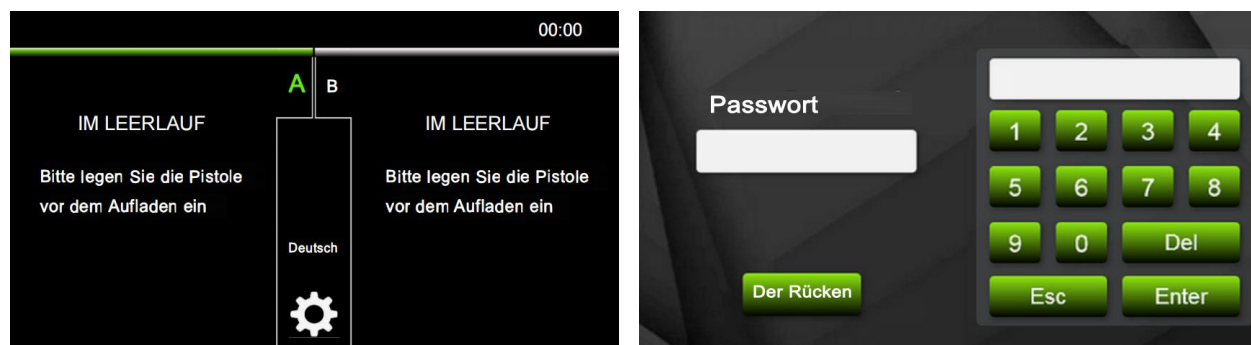 00:00
A B
IM LEERLAUF
Bitte legen Sie die Pistole
vor dem Aufladen ein
IM LEERLAUF
Bitte legen Sie die Pistole
vor dem Aufladen ein
Deutsch
Passwort
Der Rücken
1 2 3 4
5 6 7 8
9 0 Del
Esc Enter